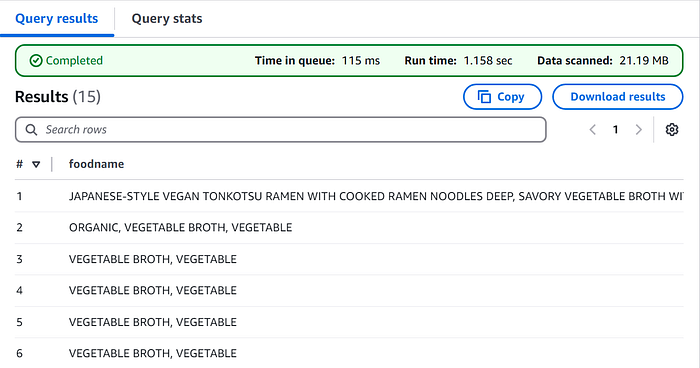 Query results Query stats
Completed Time in queue: 115 ms Run time: 1.158 sec Data scanned: 21.19 MB
Results (15) Copy Download results
Search rows 1
# foodname
1 JAPANESE-STYLE VEGAN TONKOTSU RAMEN WITH COOKED RAMEN NOODLES DEEP, SAVORY VEGETABLE BROTH
2 ORGANIC, VEGETABLE BROTH, VEGETABLE
3 VEGETABLE BROTH, VEGETABLE
4 VEGETABLE BROTH, VEGETABLE
5 VEGETABLE BROTH, VEGETABLE
6 VEGETABLE BROTH, VEGETABLE